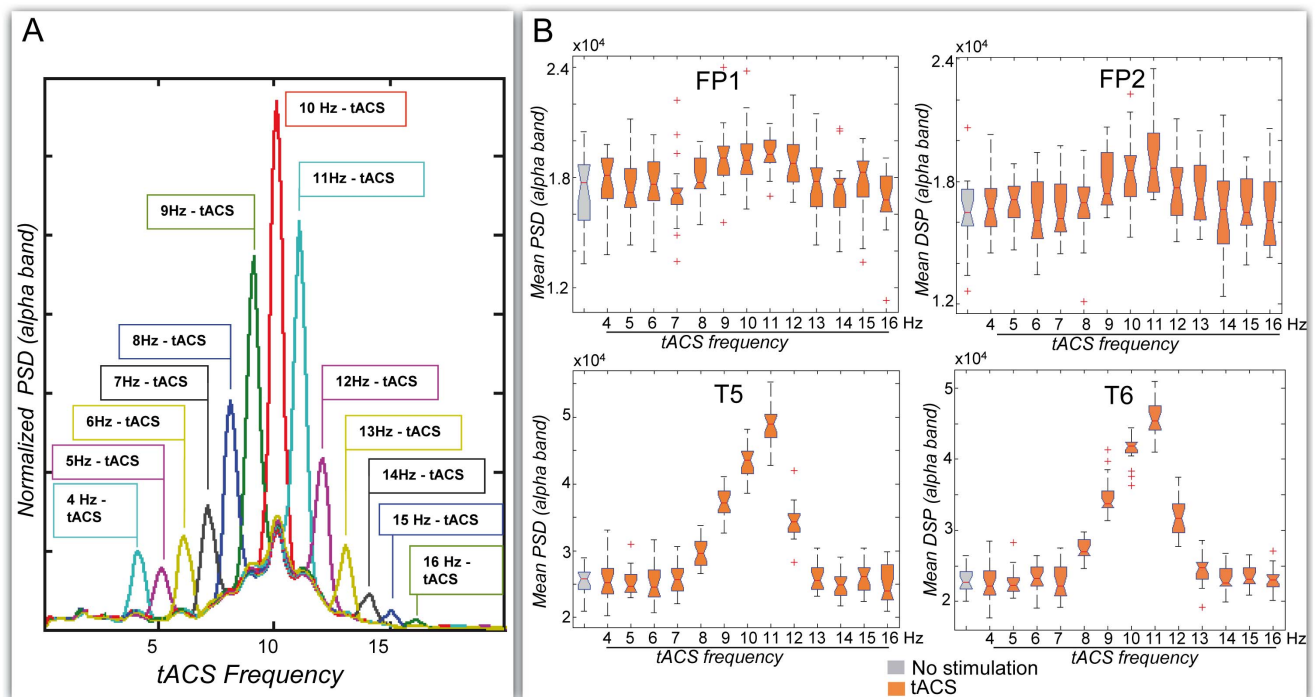 A
10 Hz - tACS
11Hz - tACS
9Hz - tACS
8Hz - tACS
7Hz - tACS
12Hz - tACS
6Hz - tACS
13Hz - tACS
5Hz - tACS
14Hz - tACS
4 Hz -
tACS
15 Hz - tACS
16 Hz -
tACS
Normalized PSD (alpha band)
5 10 15
tACS Frequency
B
x10⁴
FP1
Mean PSD (alpha band)
2.4
1.8
1.2
4 5 6 7 8 9 10 11 12 13 14 15 16 Hz
tACS frequency
x10⁴
FP2
Mean DSP (alpha band)
2.4
1.8
1.2
4 5 6 7 8 9 10 11 12 13 14 15 16 Hz
tACS frequency
x10⁴
T5
Mean PSD (alpha band)
5
4
3
2
4 5 6 7 8 9 10 11 12 13 14 15 16 Hz
tACS frequency
x10⁴
T6
Mean DSP (alpha band)
5
4
3
2
4 5 6 7 8 9 10 11 12 13 14 15 16 Hz
tACS frequency
No stimulation
tACS